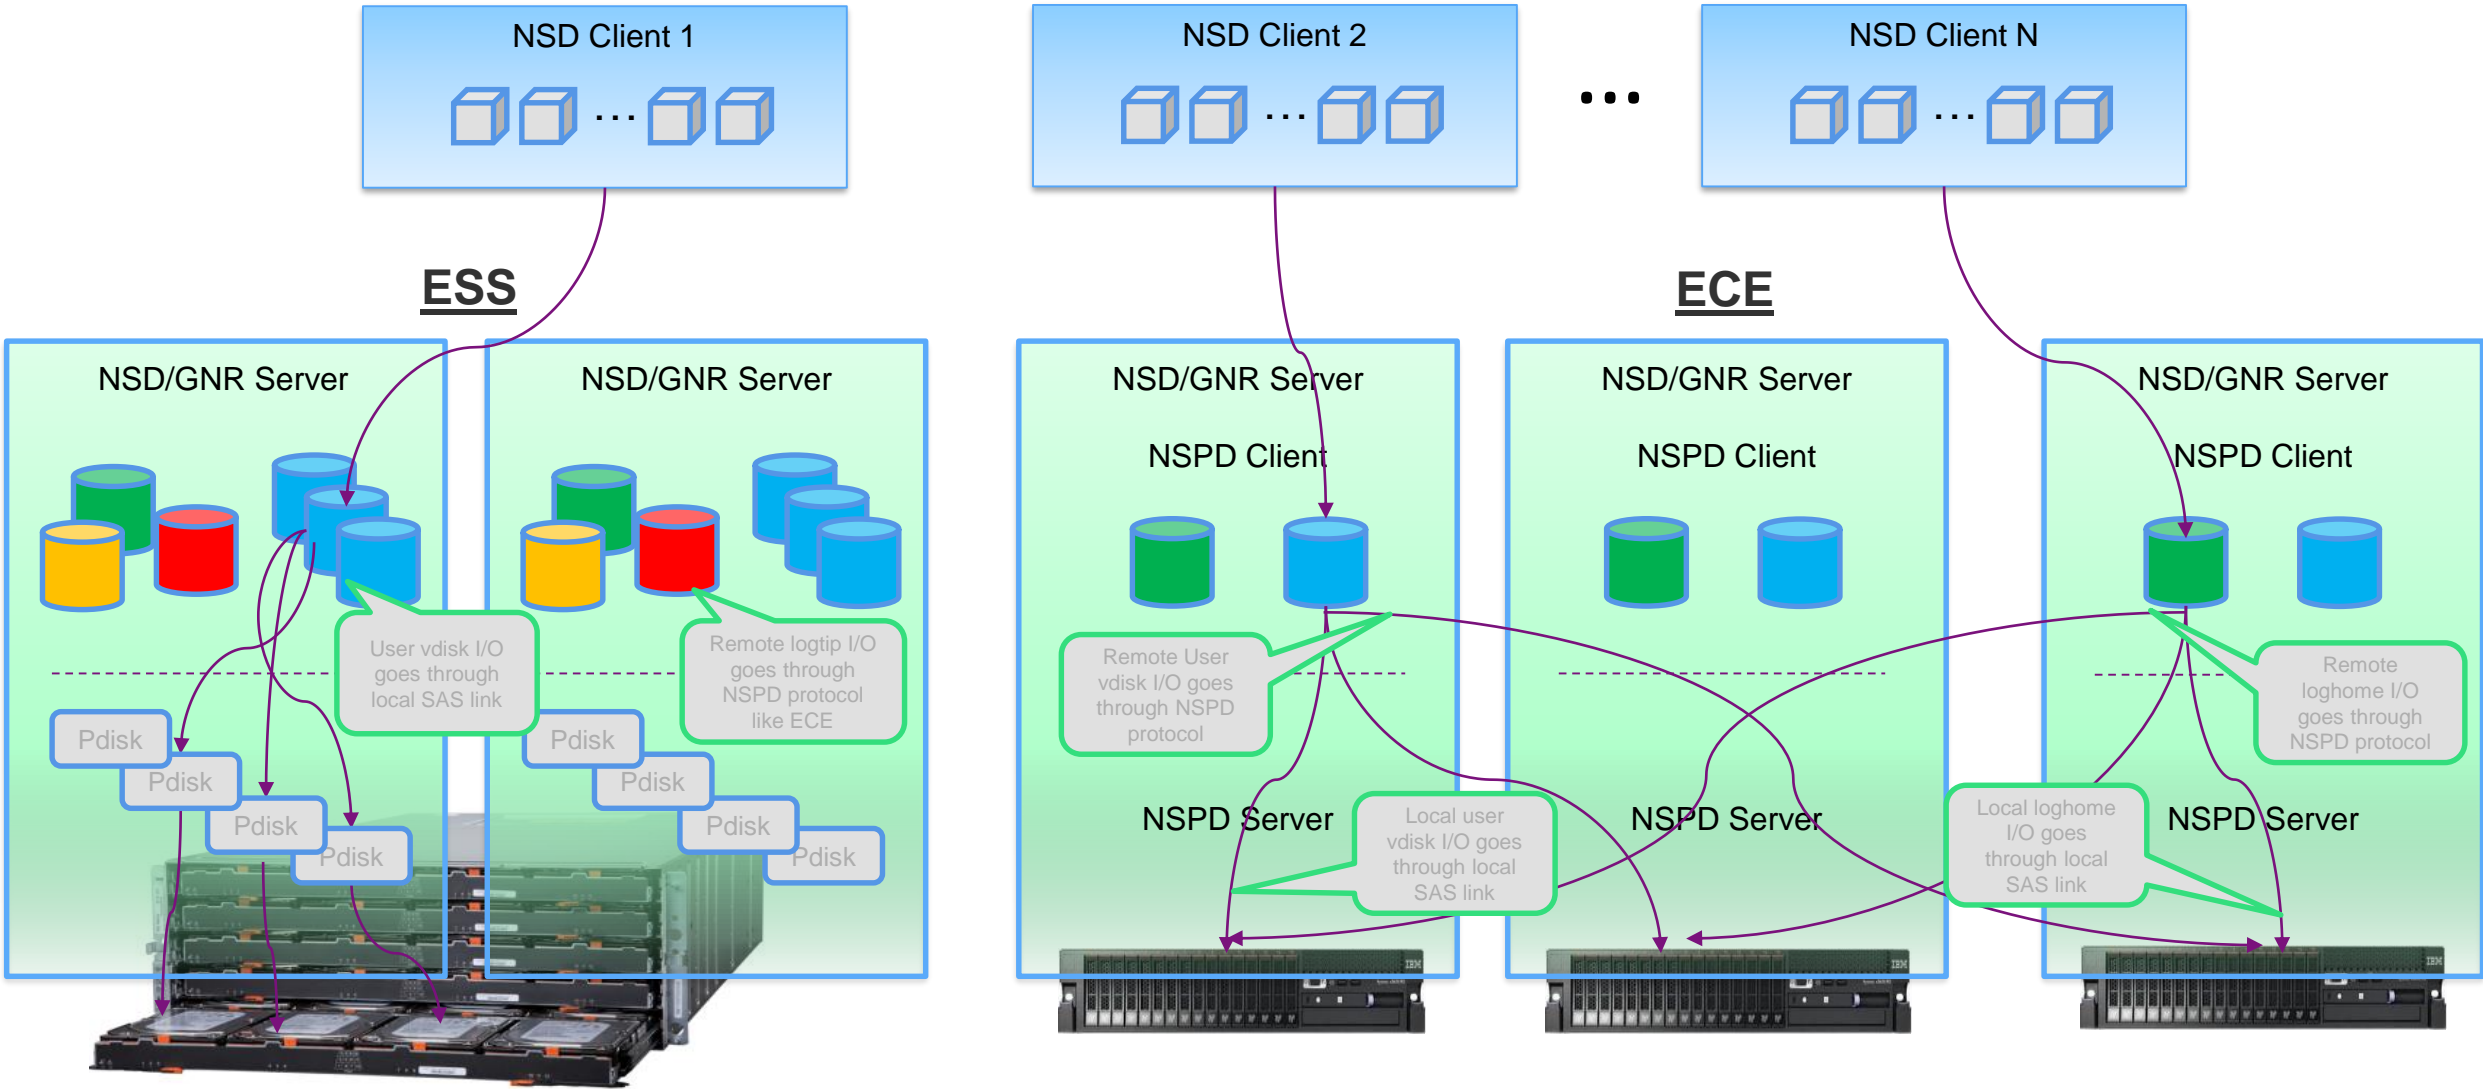 NSD Client 1
...
NSD Client 2
...
...
NSD Client N
...
ESS
ECE
NSD/GNR Server
NSD/GNR Server
User vdisk I/O
goes through
local SAS link
Remote logtip I/O
goes through
NSPD protocol
like ECE
Pdisk
Pdisk
Pdisk
Pdisk
Pdisk
Pdisk
Pdisk
Pdisk
NSD/GNR Server
NSPD Client
NSD/GNR Server
NSPD Client
NSD/GNR Server
NSPD Client
Remote User
vdisk I/O goes
through NSPD
protocol
Remote
loghome I/O
goes through
NSPD protocol
NSPD Server
Local user
vdisk I/O goes
through local
SAS link
NSPD Server
Local loghome
I/O goes
through local
SAS link
NSPD Server
IBM
IBM
IBM